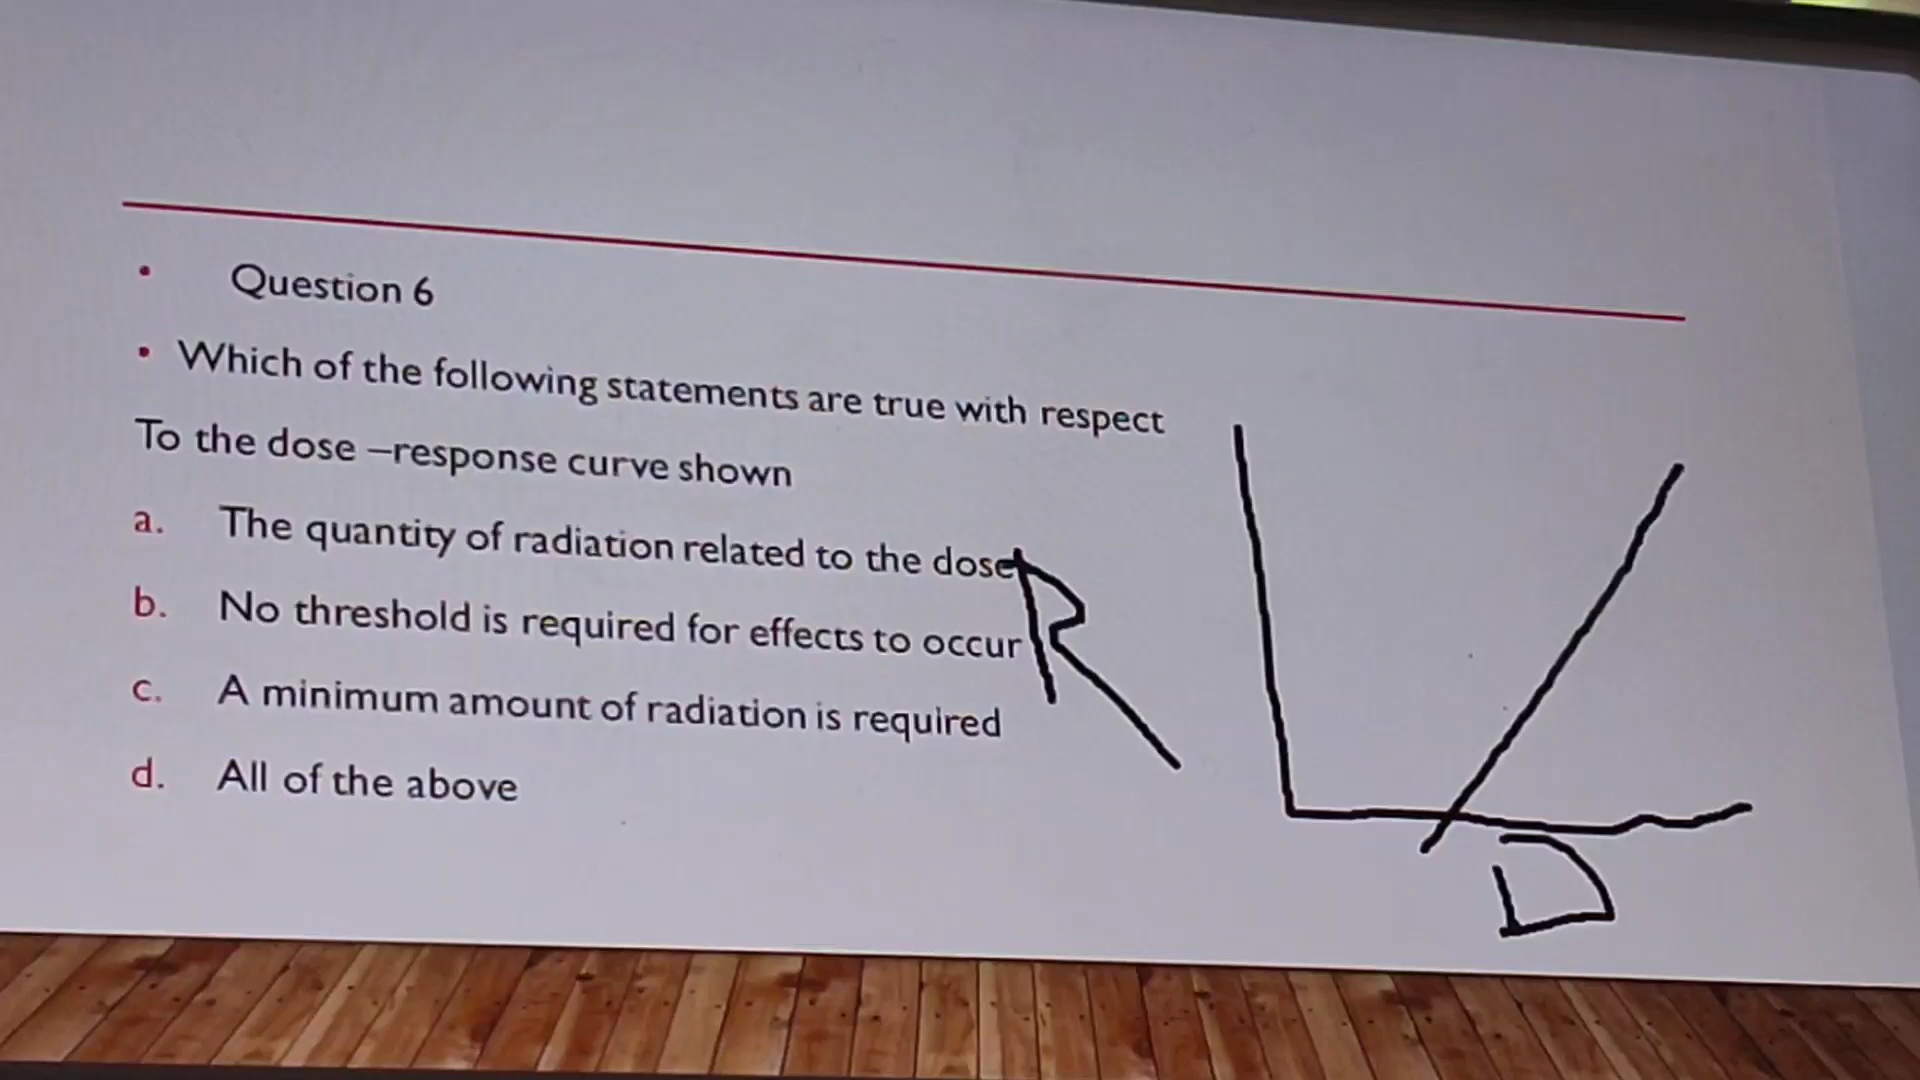 • Question 6
• Which of the following statements are true with respect
To the dose –response curve shown
a. The quantity of radiation related to the dose
b. No threshold is required for effects to occur
c. A minimum amount of radiation is required
d. All of the above
R
D